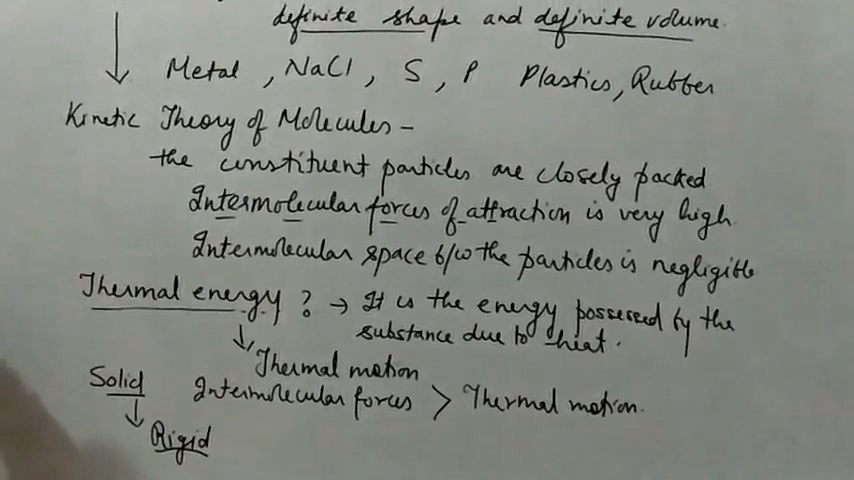 definite shape and definite volume.
Metal, NaCl, S, P Plastics, Rubber
Kinetic Theory of Molecules -
the constituent particles are closely packed
Intermolecular forces of attraction is very high.
Intermolecular space b/w the particles is negligible
Thermal energy ? → It is the energy possessed by the
substance due to heat.
Thermal motion
Solid Intermolecular forces > Thermal motion.
Rigid